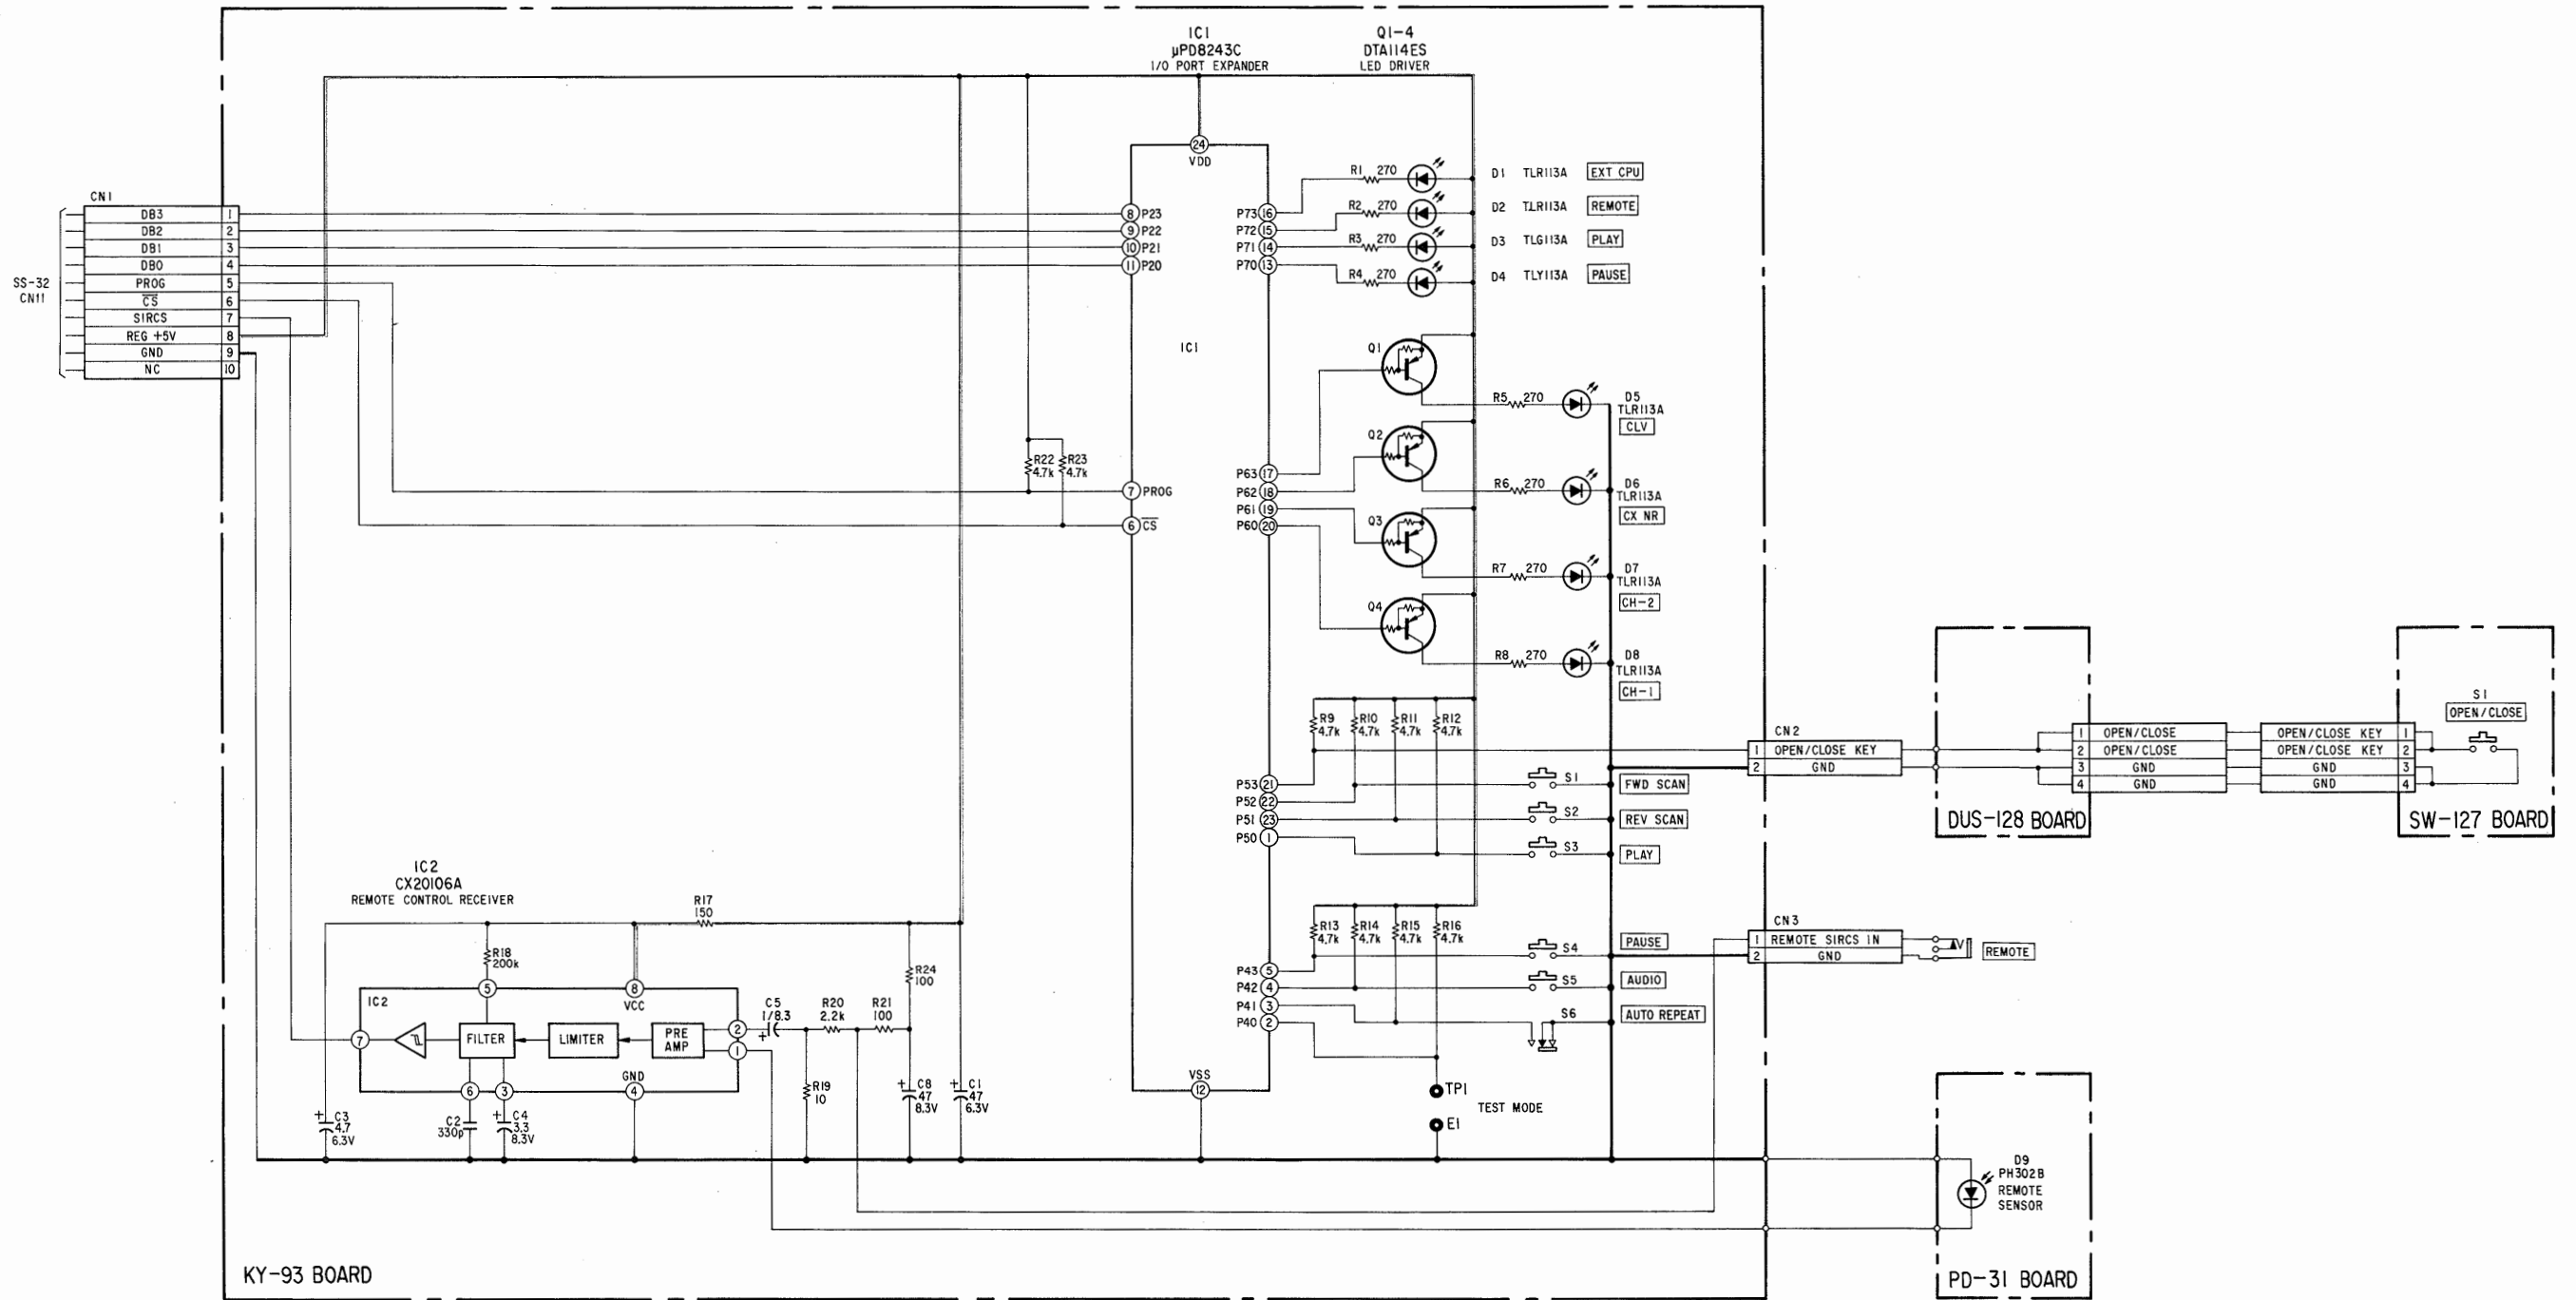 IC1
µPD8243C
I/O PORT EXPANDER
Q1-4
DTA114ES
LED DRIVER
24
VDD
CN1
SS-32
CN11
DB3 1
DB2 2
DB1 3
DB0 4
PROG 5
CS 6
SIRCS 7
REG +5V 8
GND 9
NC 10
8 P23
9 P22
10 P21
11 P20
IC1
P73 16
P72 15
P71 14
P70 13
R1 270
R2 270
R3 270
R4 270
D1 TLR113A EXT CPU
D2 TLR113A REMOTE
D3 TLG113A PLAY
D4 TLY113A PAUSE
Q1
R5 270
D5
TLR113A
CLV
Q2
R6 270
D6
TLR113A
CX NR
Q3
R7 270
D7
TLR113A
CH-2
Q4
R8 270
D8
TLR113A
CH-1
R22
4.7k
R23
4.7k
7 PROG
6 CS
P63 17
P62 18
P61 19
P60 20
R9
4.7k
R10
4.7k
R11
4.7k
R12
4.7k
P53 21
P52 22
P51 23
P50 1
S1 FWD SCAN
S2 REV SCAN
S3 PLAY
CN2
1 OPEN/CLOSE KEY
2 GND
1 OPEN/CLOSE
2 OPEN/CLOSE
3 GND
4 GND
DUS-128 BOARD
OPEN/CLOSE KEY 1
OPEN/CLOSE KEY 2
GND 3
GND 4
S1
OPEN/CLOSE
SW-127 BOARD
R13
4.7k
R14
4.7k
R15
4.7k
R16
4.7k
P43 5
P42 4
P41 3
P40 2
S4 PAUSE
S5 AUDIO
S6 AUTO REPEAT
CN3
1 REMOTE SIRCS IN
2 GND
REMOTE
VSS
12
TP1
TEST MODE
E1
IC2
CX20106A
REMOTE CONTROL RECEIVER
R17
150
R18
200k
IC2
5
8
VCC
7
FILTER
LIMITER
PRE
AMP
2
1
6
3
GND
4
C5
1/8.3
+
R20
2.2k
R21
100
R24
100
R19
10
+ C8
47
8.3V
+ C1
47
6.3V
+ C3
4.7
6.3V
C2
330p
+ C4
3.3
8.3V
D9
PH302B
REMOTE
SENSOR
KY-93 BOARD
PD-31 BOARD